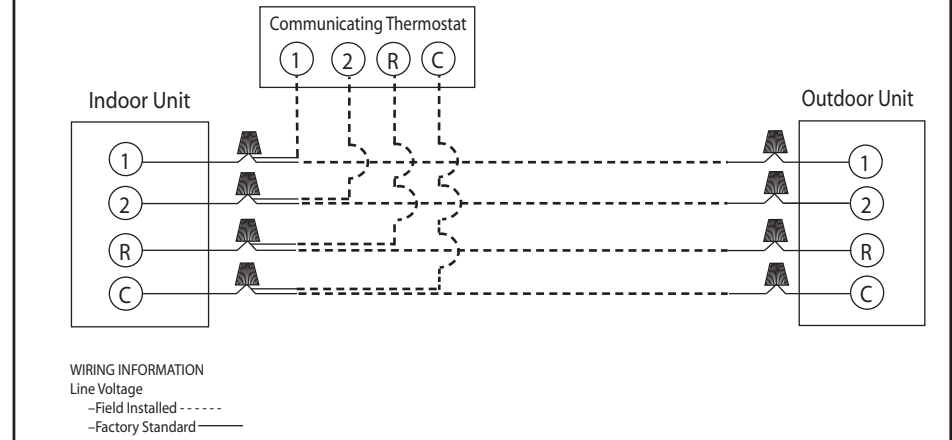 Communicating Thermostat
1 2 R C
Indoor Unit
Outdoor Unit
1
2
R
C
1
2
R
C
WIRING INFORMATION
Line Voltage
–Field Installed ------
–Factory Standard